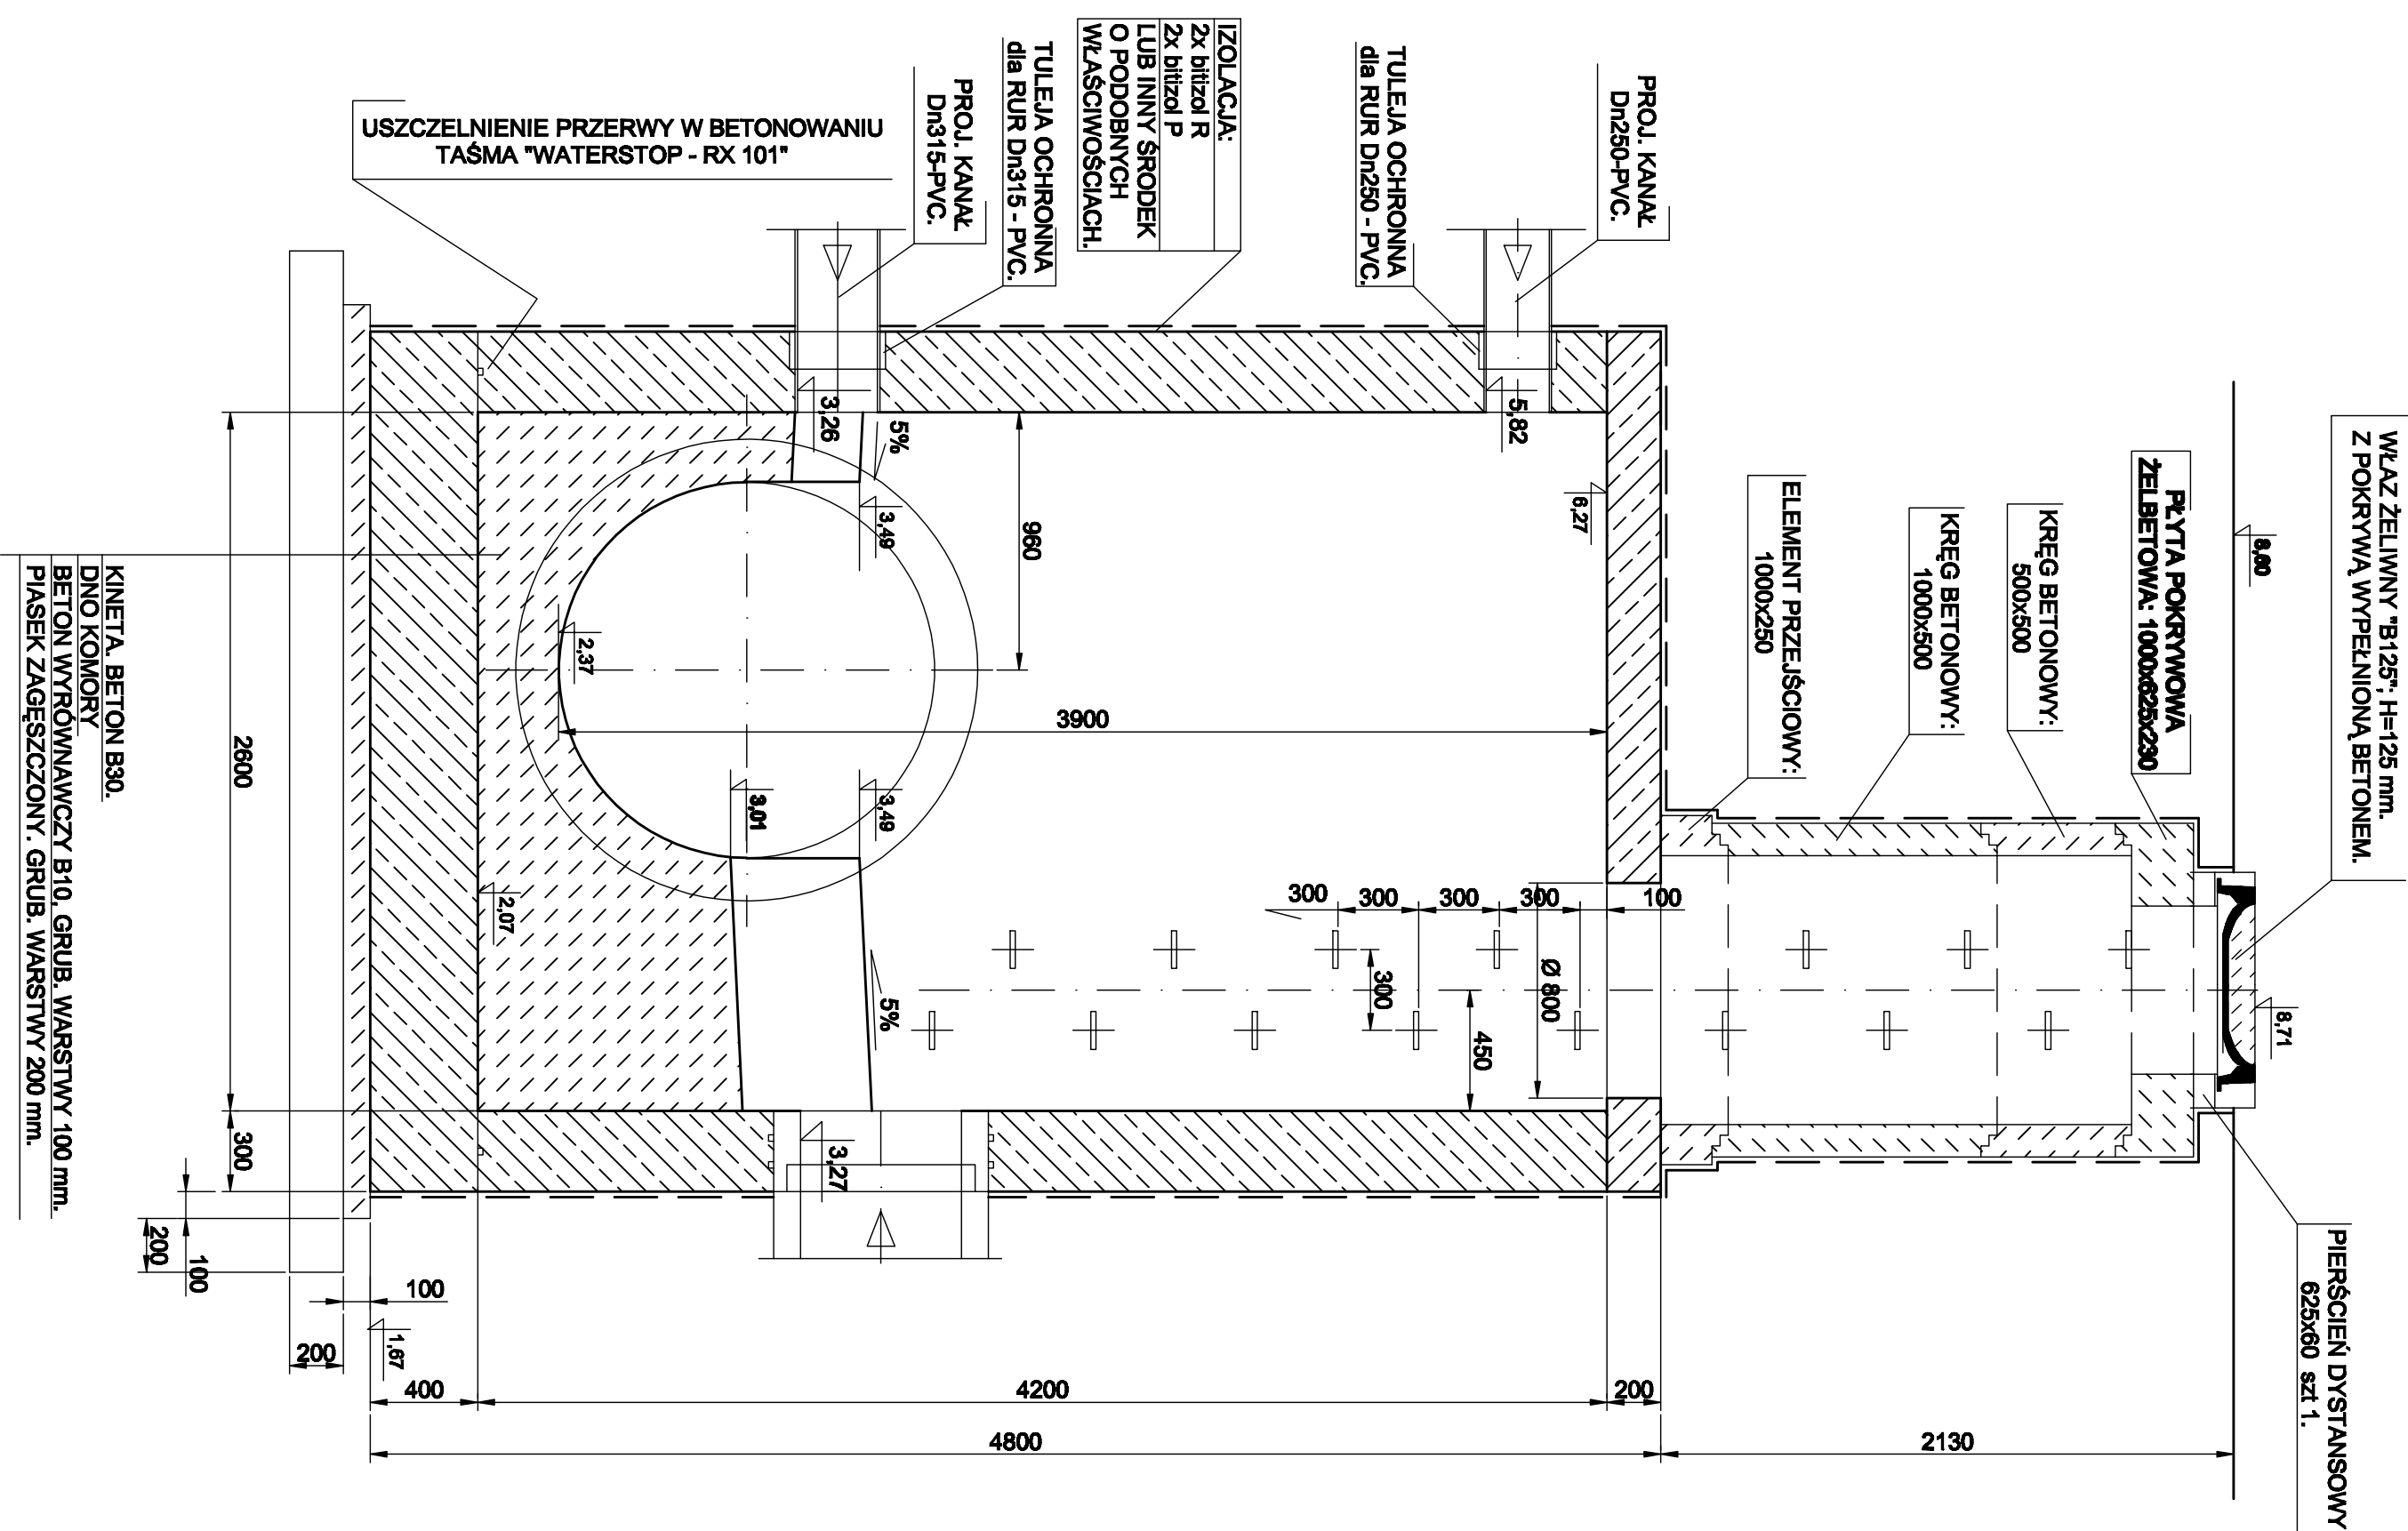 WŁAZ ŻELIWNY "B125"; H=125 mm.
Z POKRYWĄ WYPEŁNIONĄ BETONEM.
8,60
8,71
PŁYTA POKRYWOWA
ŻELBETOWA: 1000x625x230
PIERŚCIEŃ DYSTANSOWY
625x60 szt 1.
KRĘG BETONOWY:
500x500
KRĘG BETONOWY:
1000x500
ELEMENT PRZEJŚCIOWY:
1000x250
2130
PROJ. KANAŁ
Dn250-PVC.
TULEJA OCHRONNA
dla RUR Dn250 - PVC.
6,27
5,82
100
300
300
300
300
Ø 800
300
450
200
IZOLACJA:
2x bitizol R
2x bitizol P
LUB INNY ŚRODEK
O PODOBNYCH
WŁAŚCIWOŚCIACH.
TULEJA OCHRONNA
dla RUR Dn315 - PVC.
PROJ. KANAŁ
Dn315-PVC.
960
3900
4200
4800
5%
3,26
3,49
3,49
5%
3,01
3,27
2,37
2,07
USZCZELNIENIE PRZERWY W BETONOWANIU
TAŚMA "WATERSTOP - RX 101"
400
1,67
100
200
2600
300
100
200
KINETA. BETON B30.
DNO KOMORY
BETON WYRÓWNAWCZY B10, GRUB. WARSTWY 100 mm.
PIASEK ZAGĘSZCZONY. GRUB. WARSTWY 200 mm.